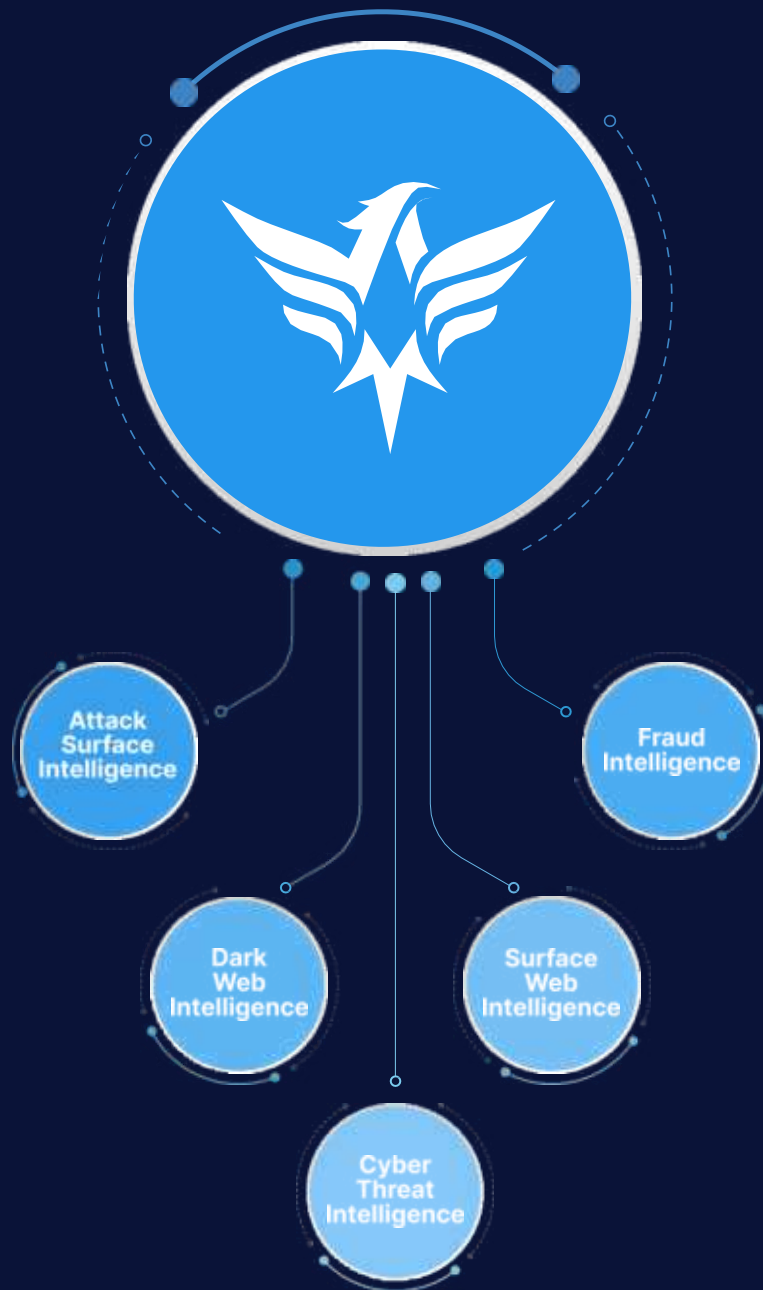 Attack
Surface
Intelligence
Fraud
Intelligence
Dark
Web
Intelligence
Surface
Web
Intelligence
Cyber
Threat
Intelligence